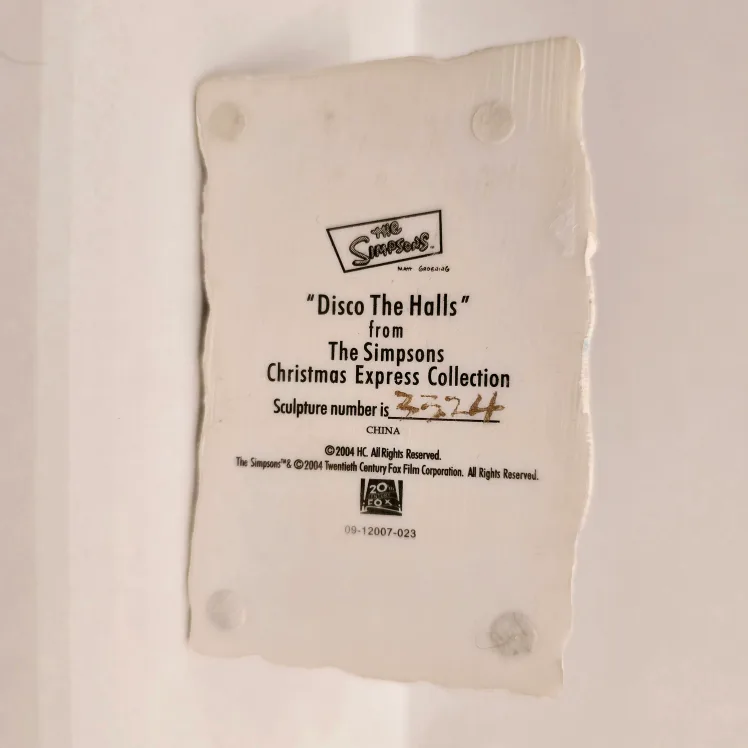 THE
SIMPSONS™
MATT GROENING
"Disco The Halls"
from
The Simpsons
Christmas Express Collection
Sculpture number is 3324
CHINA
©2004 HC. All Rights Reserved.
The Simpsons™& ©2004 Twentieth Century Fox Film Corporation. All Rights Reserved.
20th
FOX
09-12007-023